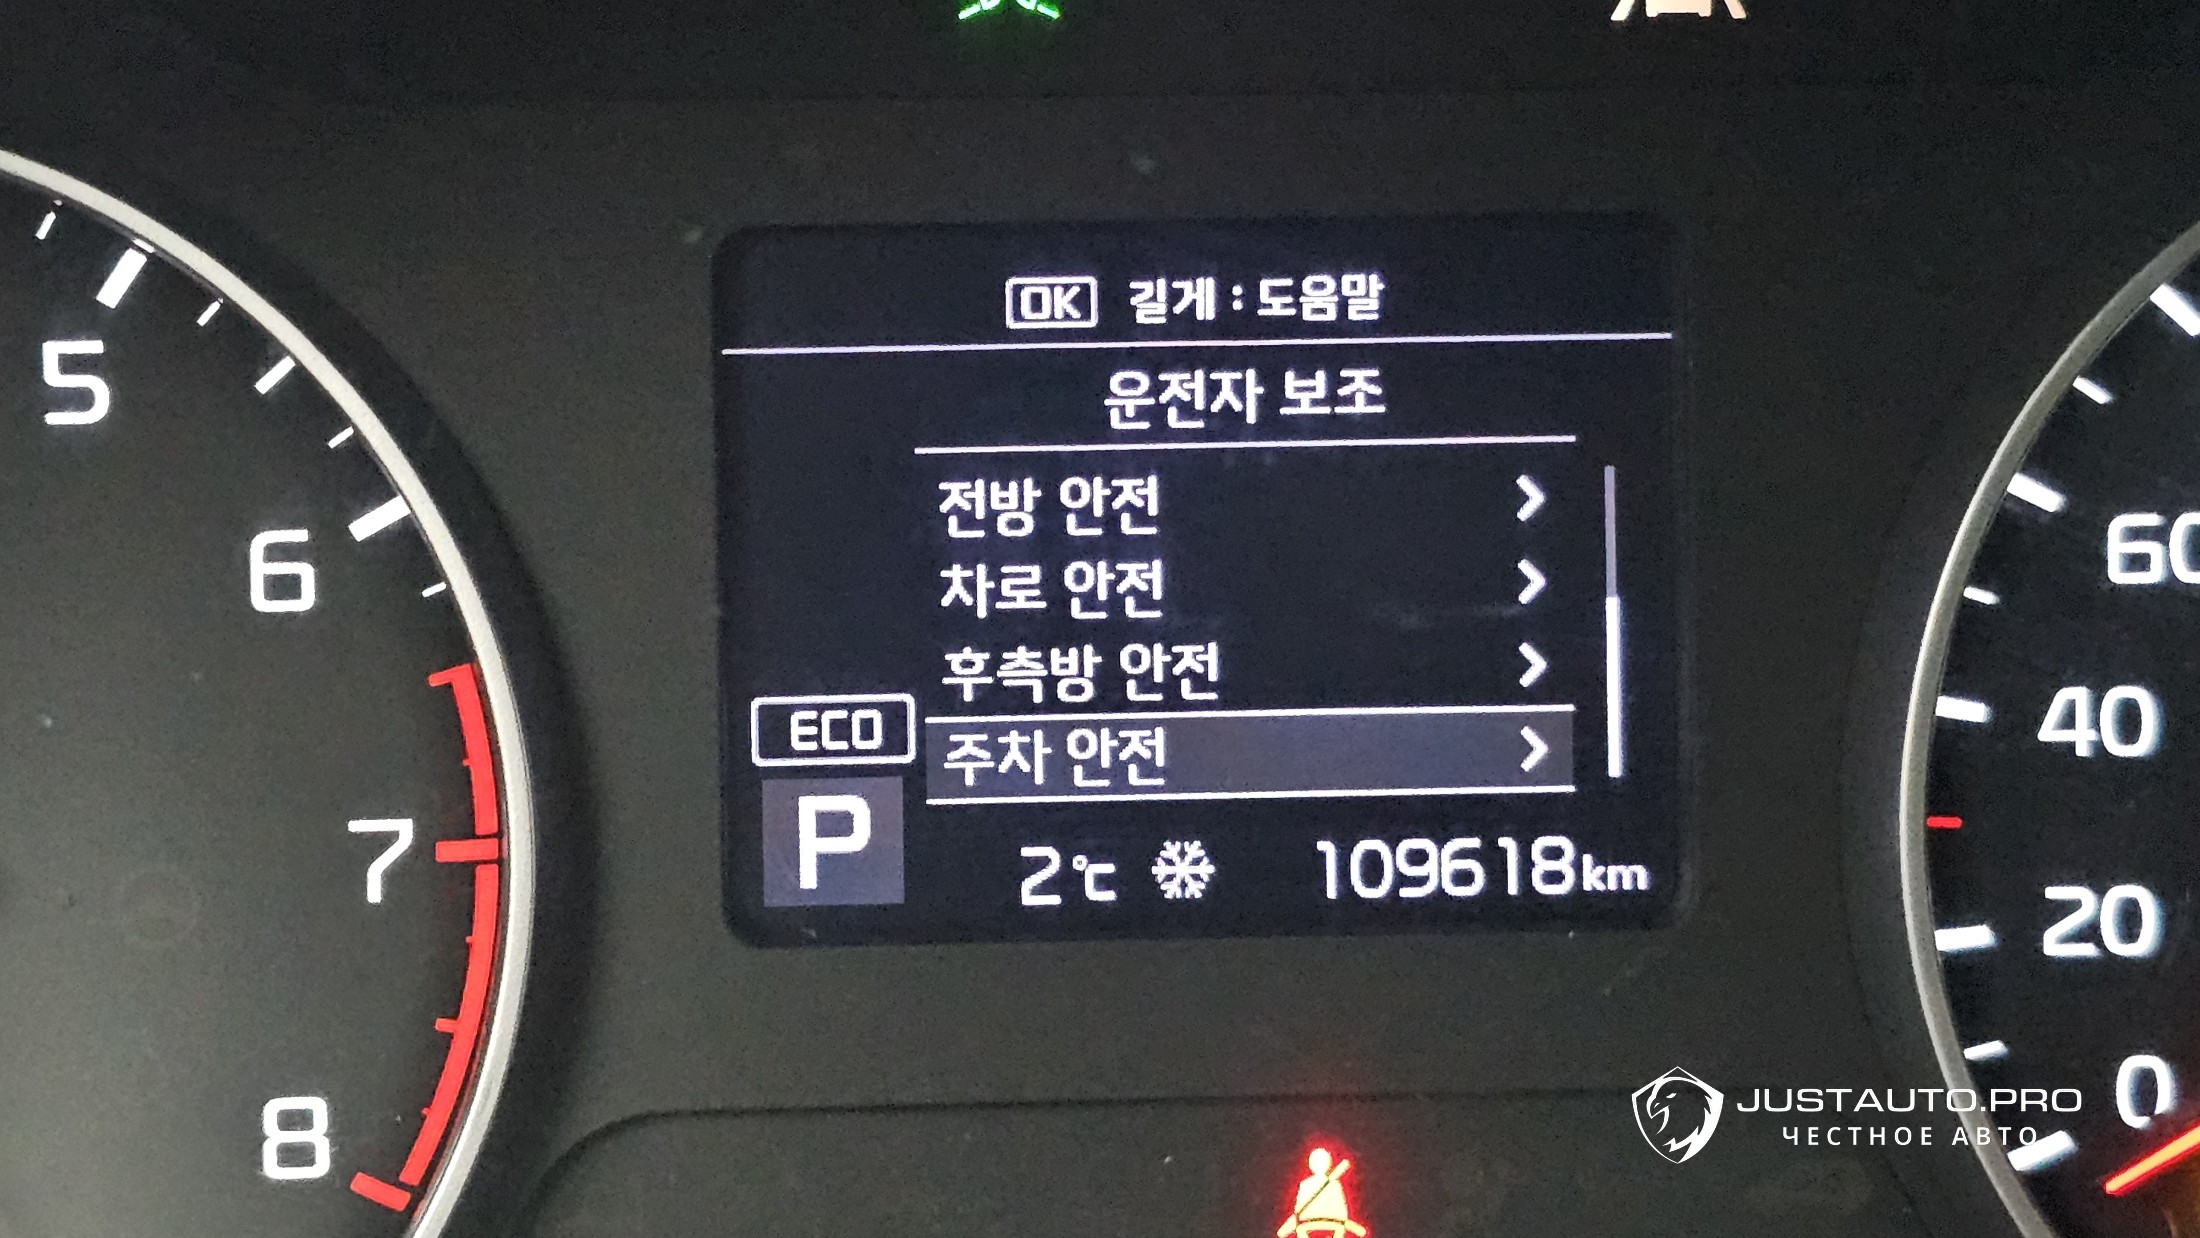 OK 길게 : 도움말
운전자 보조
전방 안전
차로 안전
후측방 안전
주차 안전
ECO
P
2℃
109618km
5
6
7
8
60
40
20
0
JUSTAUTO.PRO
ЧЕСТНОЕ АВТО